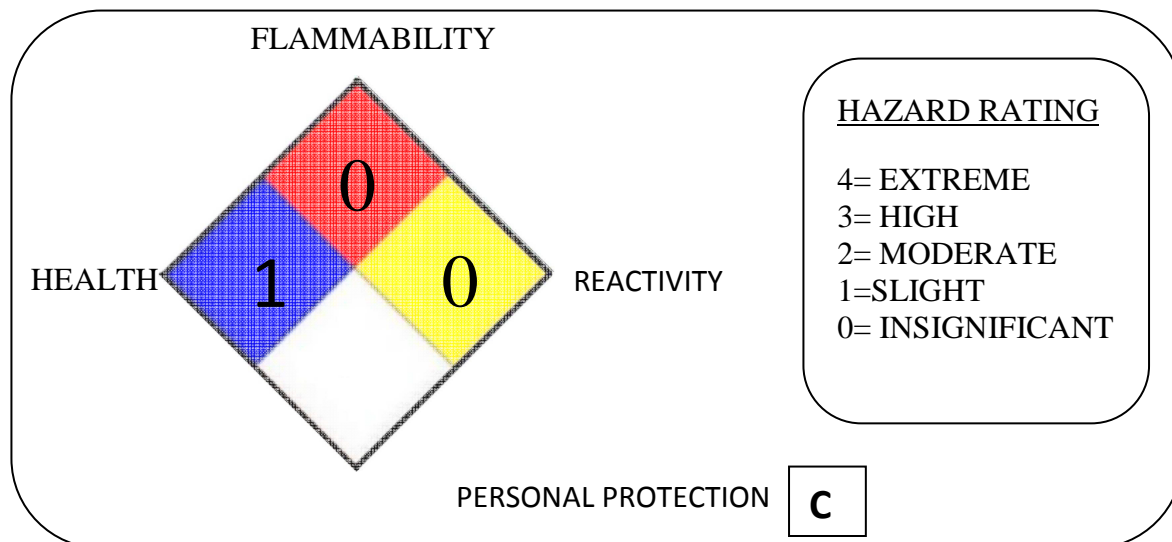 FLAMMABILITY
0
HEALTH
1
0
REACTIVITY
HAZARD RATING
4= EXTREME
3= HIGH
2= MODERATE
1=SLIGHT
0= INSIGNIFICANT
PERSONAL PROTECTION C